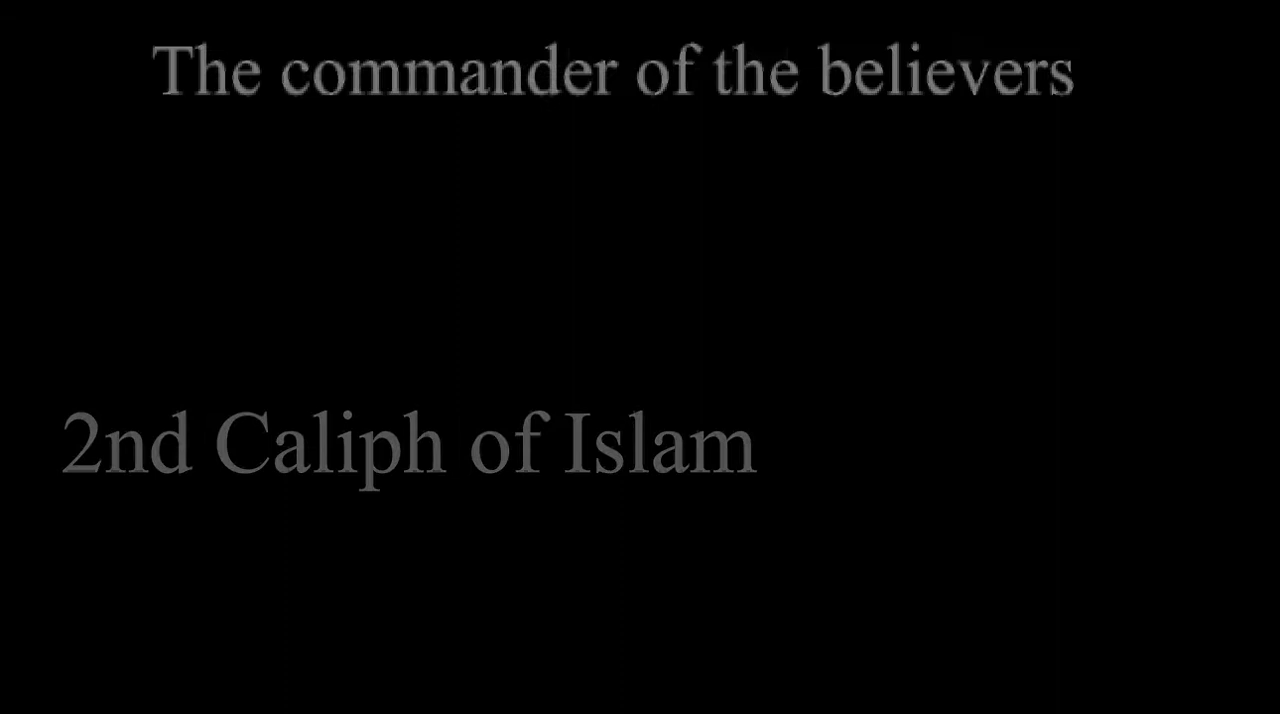 The commander of the believers
2nd Caliph of Islam